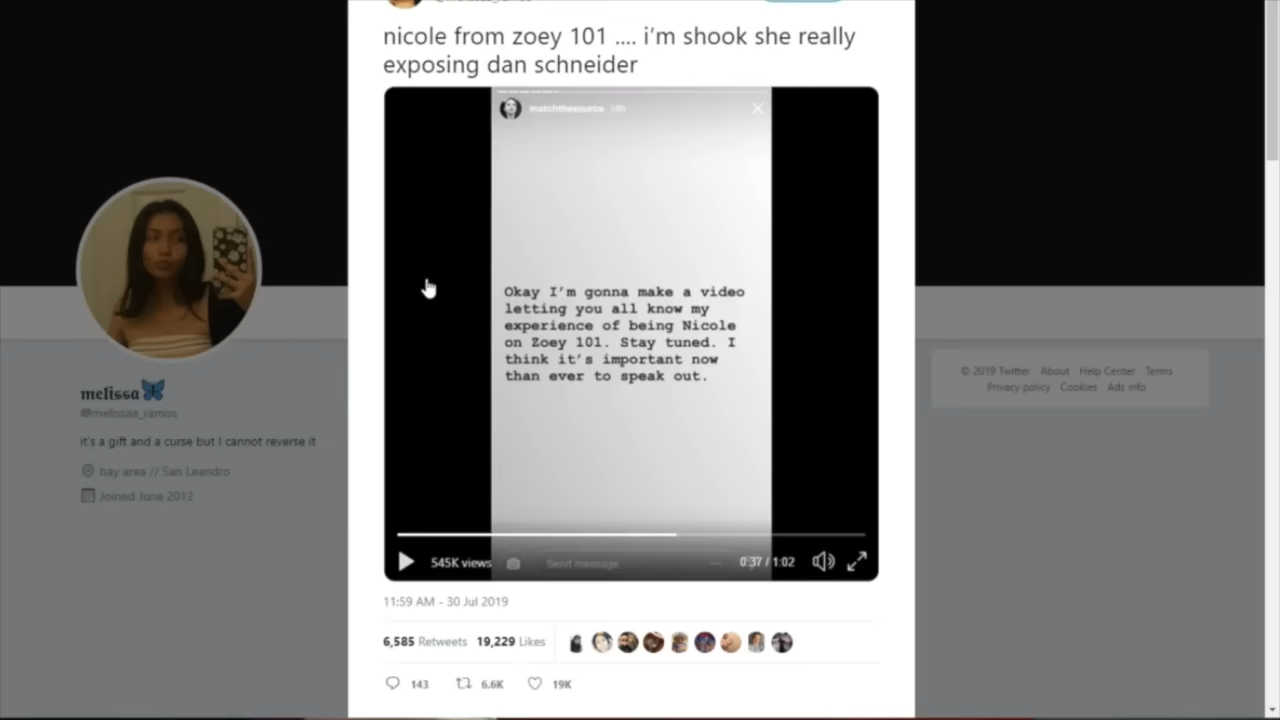 nicole from zoey 101 .... i'm shook she really
exposing dan schneider
matchthesource 16h
Okay I'm gonna make a video
letting you all know my
experience of being Nicole
on Zoey 101. Stay tuned. I
think it's important now
than ever to speak out.
545K views
Send message
0:37 / 1:02
11:59 AM - 30 Jul 2019
6,585 Retweets 19,229 Likes
143 6.6K 19K
melissa
@melissaa_ramos
it's a gift and a curse but I cannot reverse it
bay area // San Leandro
Joined June 2012
© 2019 Twitter About Help Center Terms
Privacy policy Cookies Ads info